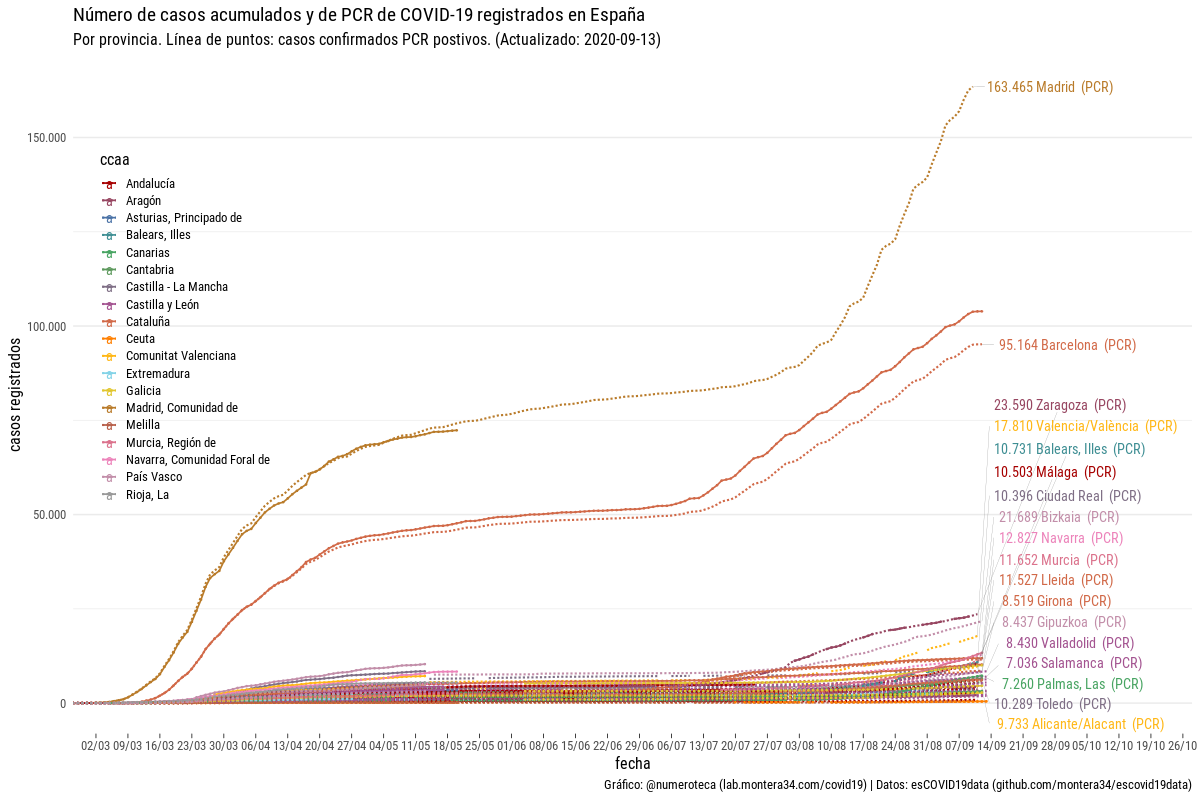 Número de casos acumulados y de PCR de COVID-19 registrados en España
Por provincia. Línea de puntos: casos confirmados PCR postivos. (Actualizado: 2020-09-13)
163.465 Madrid (PCR)
150.000
ccaa
a Andalucía
a Aragón
a Asturias, Principado de
a Balears, Illes
a Canarias
a Cantabria
a Castilla - La Mancha
a Castilla y León
a Cataluña
a Ceuta
a Comunitat Valenciana
a Extremadura
a Galicia
a Madrid, Comunidad de
a Melilla
a Murcia, Región de
a Navarra, Comunidad Foral de
a País Vasco
a Rioja, La
100.000
50.000
0
casos registrados
95.164 Barcelona (PCR)
23.590 Zaragoza (PCR)
17.810 Valencia/València (PCR)
10.731 Balears, Illes (PCR)
10.503 Málaga (PCR)
10.396 Ciudad Real (PCR)
21.689 Bizkaia (PCR)
12.827 Navarra (PCR)
11.652 Murcia (PCR)
11.527 Lleida (PCR)
8.519 Girona (PCR)
8.437 Gipuzkoa (PCR)
8.430 Valladolid (PCR)
7.036 Salamanca (PCR)
7.260 Palmas, Las (PCR)
10.289 Toledo (PCR)
9.733 Alicante/Alacant (PCR)
02/03 09/03 16/03 23/03 30/03 06/04 13/04 20/04 27/04 04/05 11/05 18/05 25/05 01/06 08/06 15/06 22/06 29/06 06/07 13/07 20/07 27/07 03/08 10/08 17/08 24/08 31/08 07/09 14/09 21/09 28/09 05/10 12/10 19/10 26/10
fecha
Gráfico: @numeroteca (lab.montera34.com/covid19) | Datos: esCOVID19data (github.com/montera34/escovid19data)